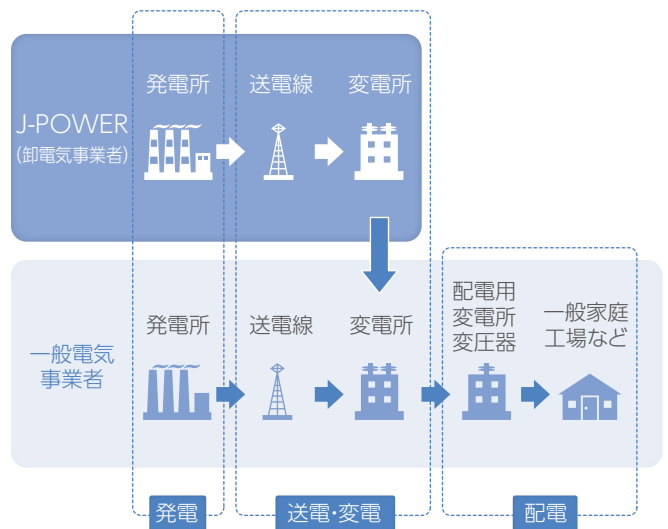 発電所
送電線
変電所
J-POWER
(卸電気事業者)
配電用
変電所
変圧器
一般家庭
工場など
発電所
送電線
変電所
一般電気
事業者
発電
送電・変電
配電